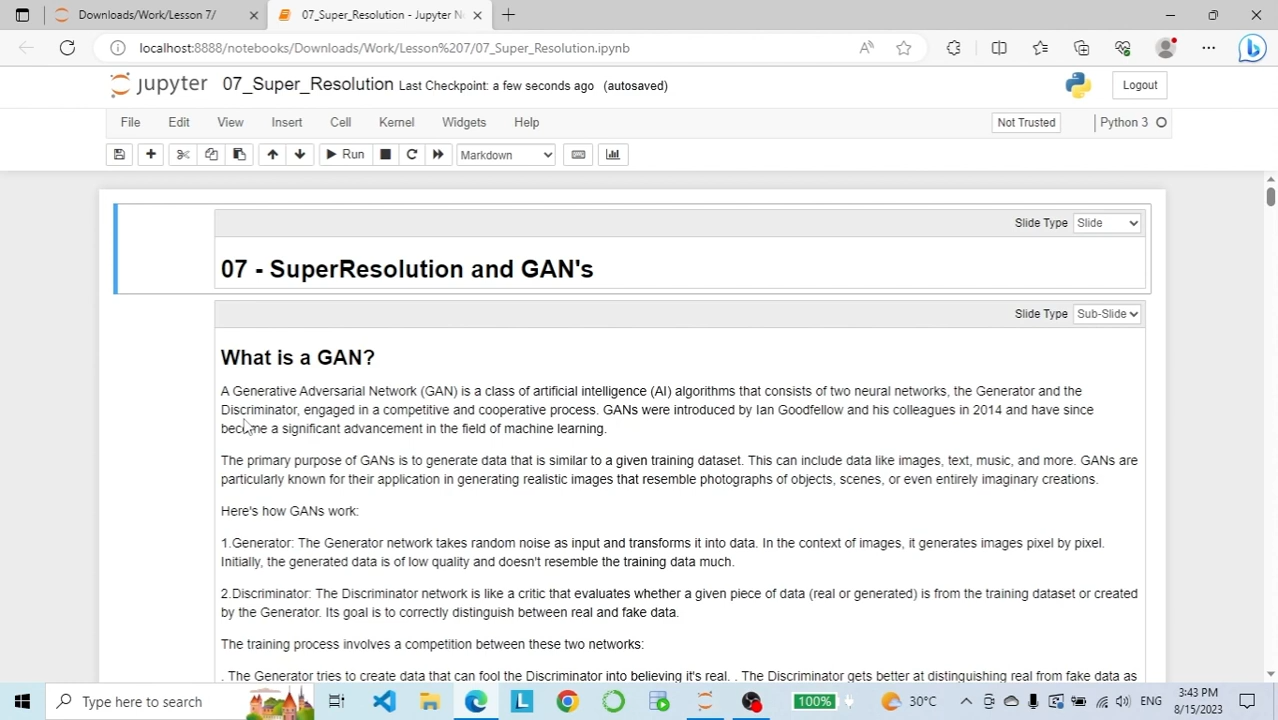 Downloads/Work/Lesson 7/
07_Super_Resolution - Jupyter N
localhost:8888/notebooks/Downloads/Work/Lesson%207/07_Super_Resolution.ipynb
jupyter 07_Super_Resolution Last Checkpoint: a few seconds ago (autosaved)
Logout
File Edit View Insert Cell Kernel Widgets Help
Not Trusted
Python 3
Run
Markdown
Slide Type Slide
07 - SuperResolution and GAN's
Slide Type Sub-Slide
What is a GAN?
A Generative Adversarial Network (GAN) is a class of artificial intelligence (AI) algorithms that consists of two neural networks, the Generator and the
Discriminator, engaged in a competitive and cooperative process. GANs were introduced by Ian Goodfellow and his colleagues in 2014 and have since
become a significant advancement in the field of machine learning.
The primary purpose of GANs is to generate data that is similar to a given training dataset. This can include data like images, text, music, and more. GANs are
particularly known for their application in generating realistic images that resemble photographs of objects, scenes, or even entirely imaginary creations.
Here's how GANs work:
1.Generator: The Generator network takes random noise as input and transforms it into data. In the context of images, it generates images pixel by pixel.
Initially, the generated data is of low quality and doesn't resemble the training data much.
2.Discriminator: The Discriminator network is like a critic that evaluates whether a given piece of data (real or generated) is from the training dataset or created
by the Generator. Its goal is to correctly distinguish between real and fake data.
The training process involves a competition between these two networks:
. The Generator tries to create data that can fool the Discriminator into believing it's real. . The Discriminator gets better at distinguishing real from fake data as
Type here to search
100%
30°C
ENG
3:43 PM
8/15/2023